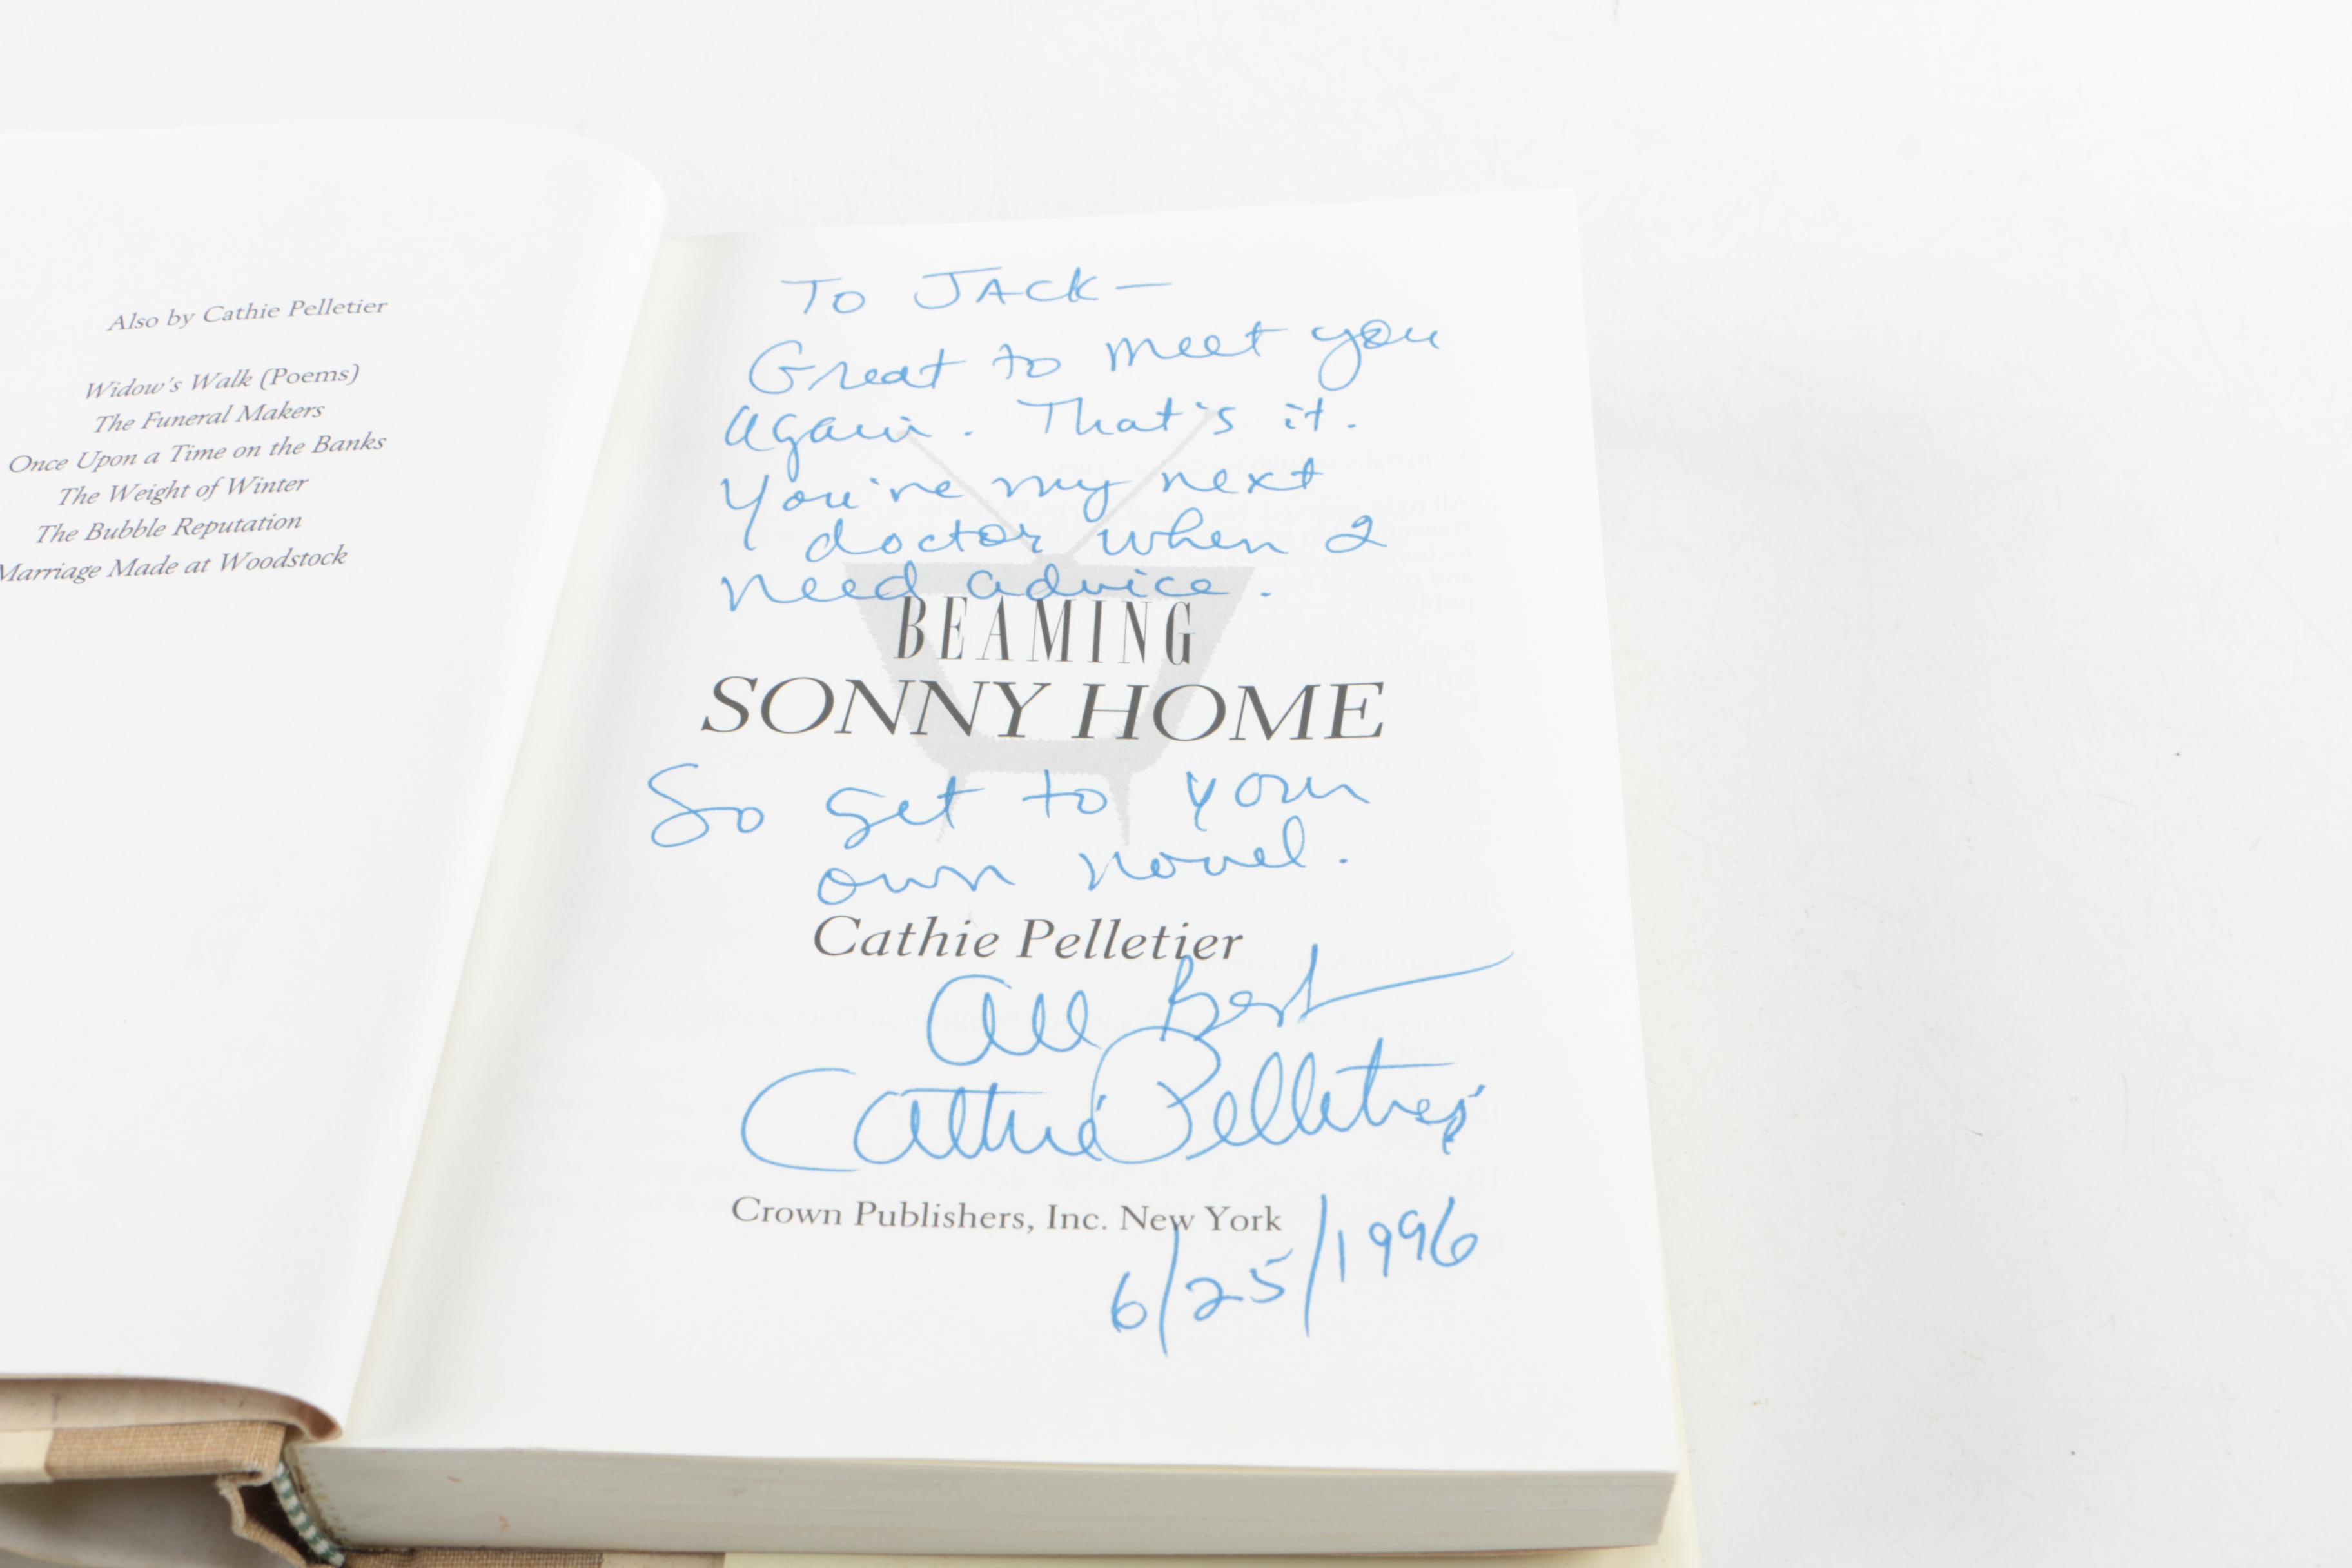 Also by Cathie Pelletier
Widow's Walk (Poems)
The Funeral Makers
Once Upon a Time on the Banks
The Weight of Winter
The Bubble Reputation
Marriage Made at Woodstock
To JACK—
Great to meet you
again. That's it.
You're my next
doctor when I
need advice.
BEAMING
SONNY HOME
So get to your
own novel.
Cathie Pelletier
All Best
Cathie Pelletier
Crown Publishers, Inc. New York
6/25/1996